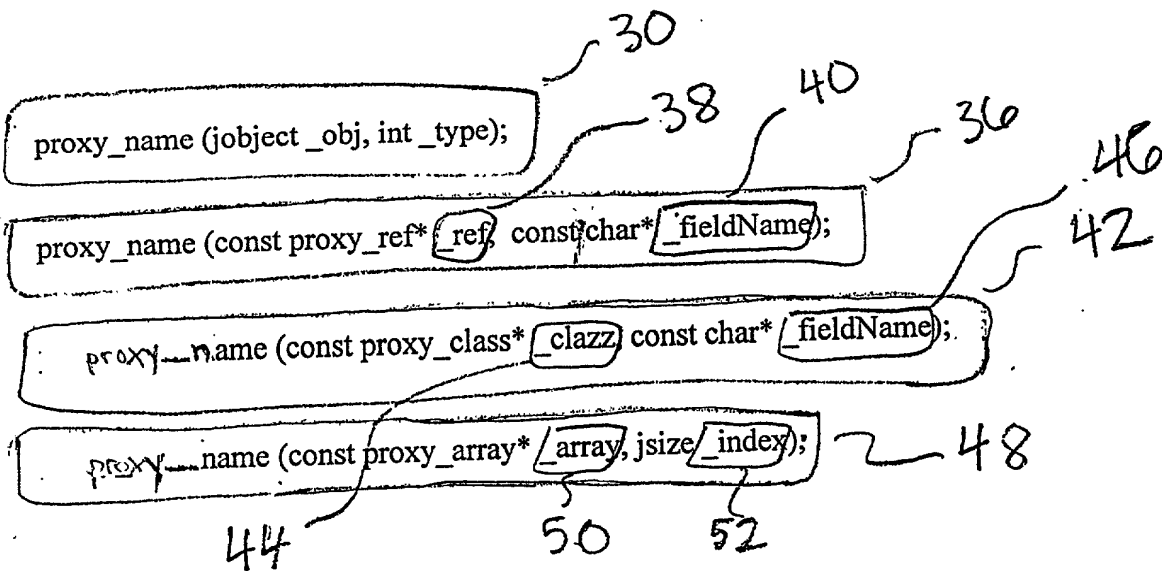 30
proxy_name (jobject _obj, int _type);
38
40
36
proxy_name (const proxy_ref* _ref, const char* _fieldName);
46
42
proxy_name (const proxy_class* _clazz, const char* _fieldName);
proxy_name (const proxy_array* _array, jsize _index);
48
44
50
52